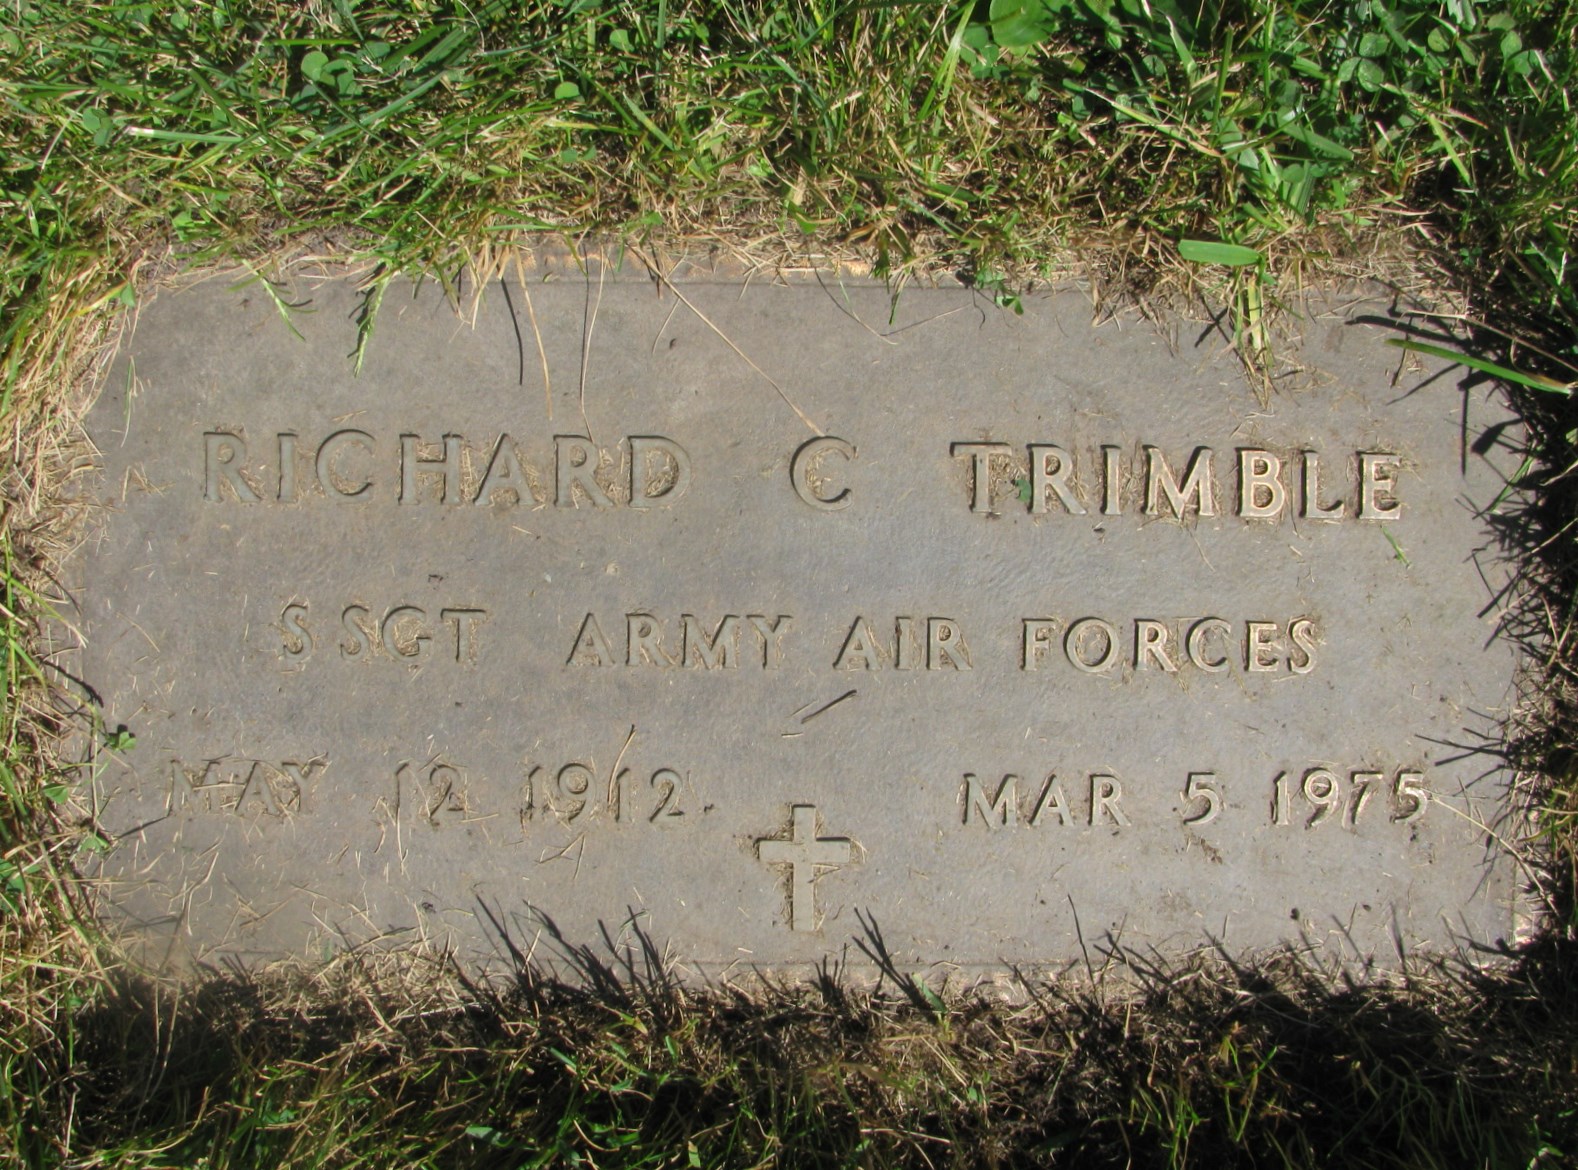 RICHARD C TRIMBLE
S SGT ARMY AIR FORCES
MAY 12 1912 MAR 5 1975